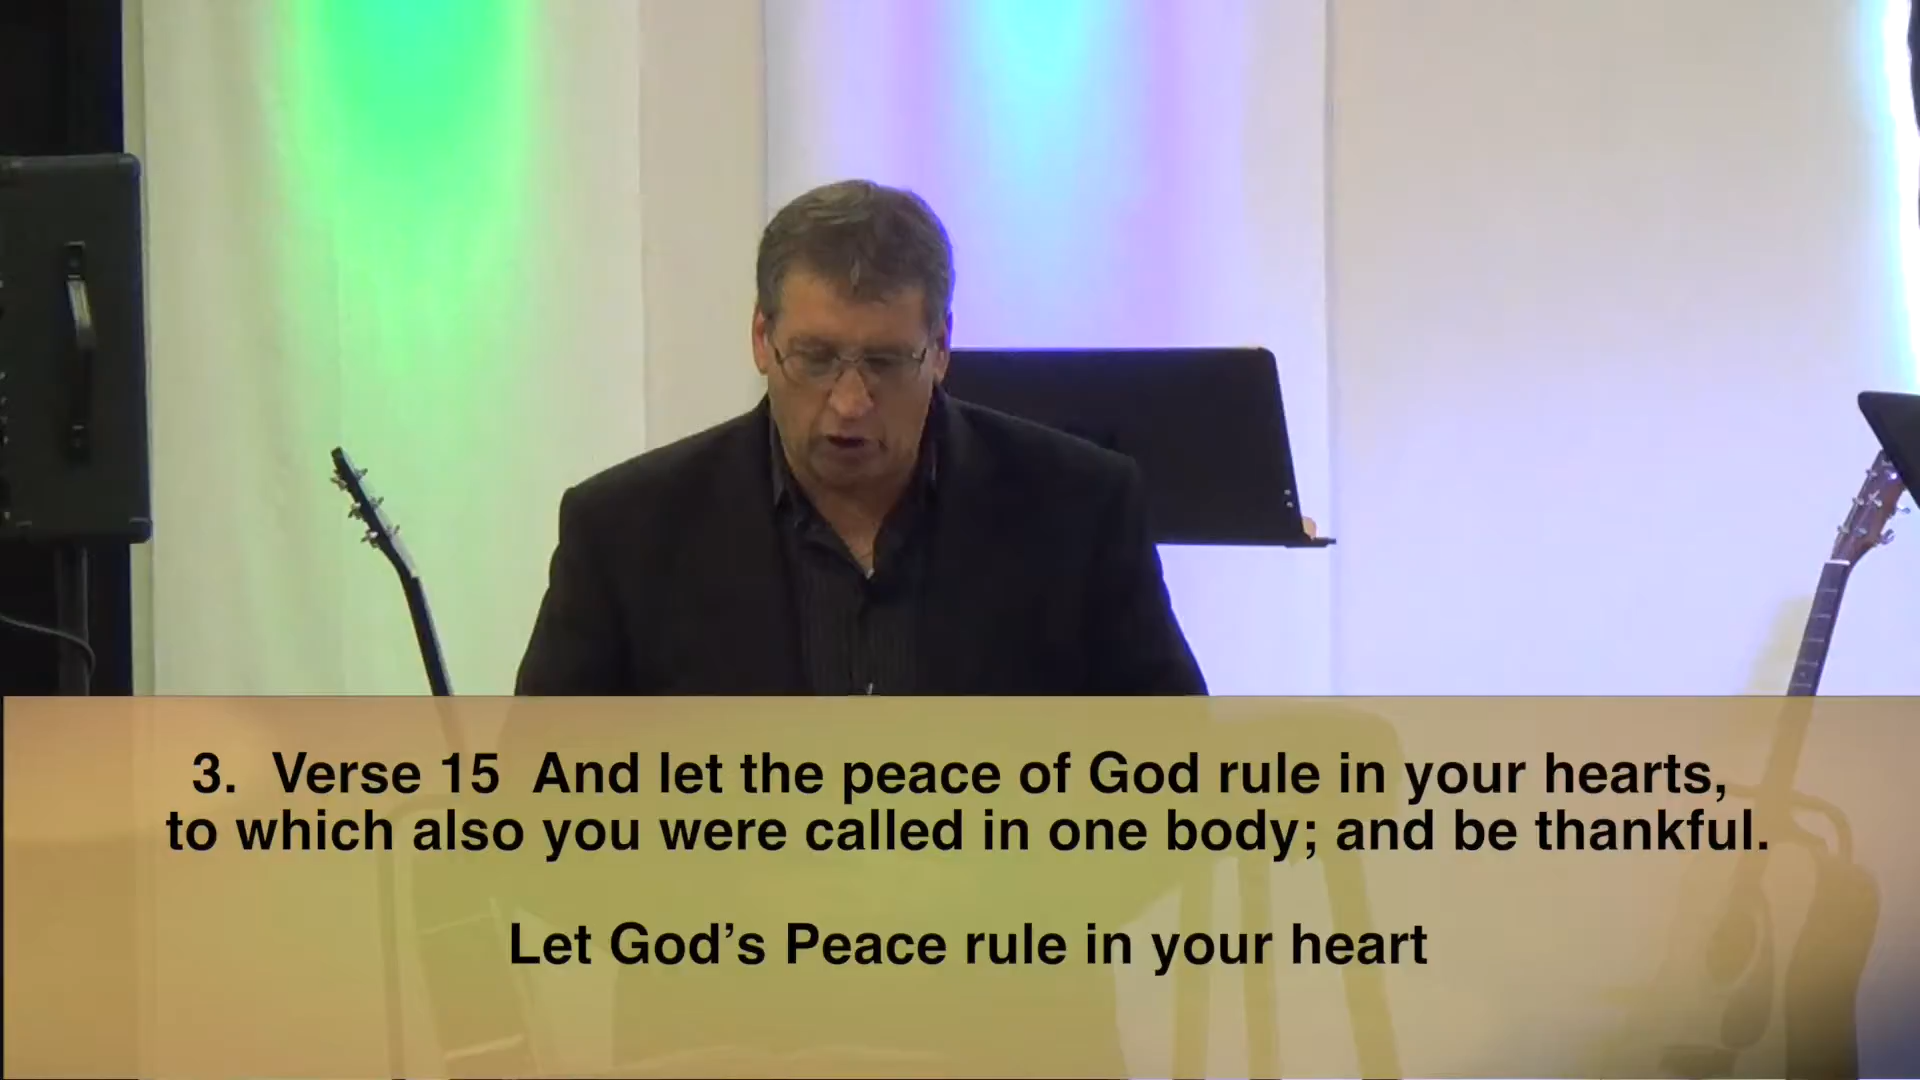 3.  Verse 15  And let the peace of God rule in your hearts,
to which also you were called in one body; and be thankful.
Let God’s Peace rule in your heart